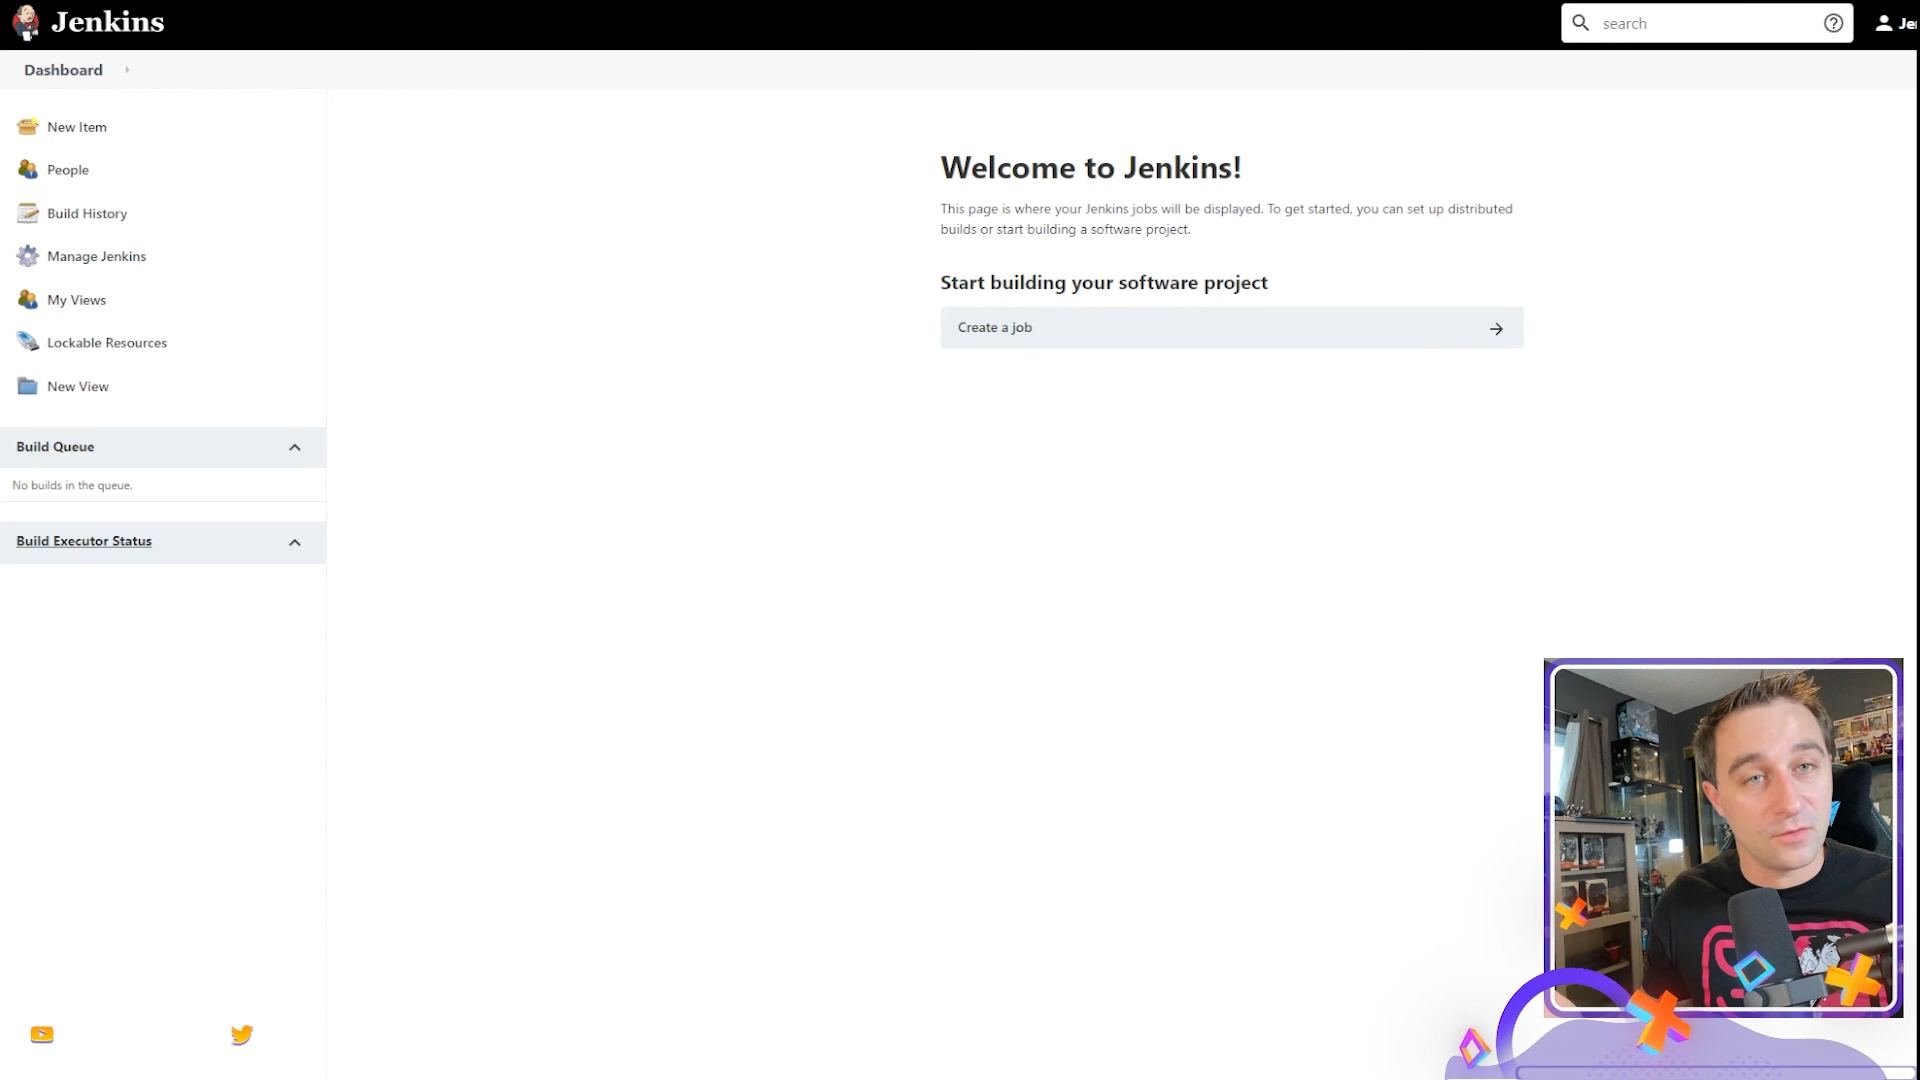 Jenkins
search
Je
Dashboard
New Item
People
Build History
Manage Jenkins
My Views
Lockable Resources
New View
Build Queue
No builds in the queue.
Build Executor Status
Welcome to Jenkins!
This page is where your Jenkins jobs will be displayed. To get started, you can set up distributed
builds or start building a software project.
Start building your software project
Create a job